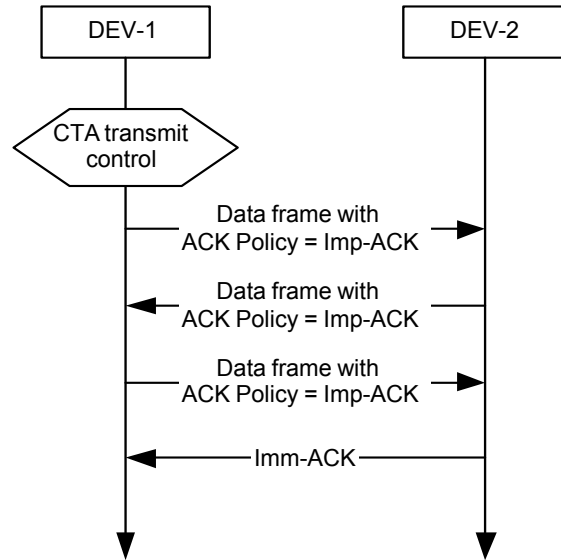 DEV-1
DEV-2
CTA transmit
control
Data frame with
ACK Policy = Imp-ACK
Data frame with
ACK Policy = Imp-ACK
Data frame with
ACK Policy = Imp-ACK
Imm-ACK